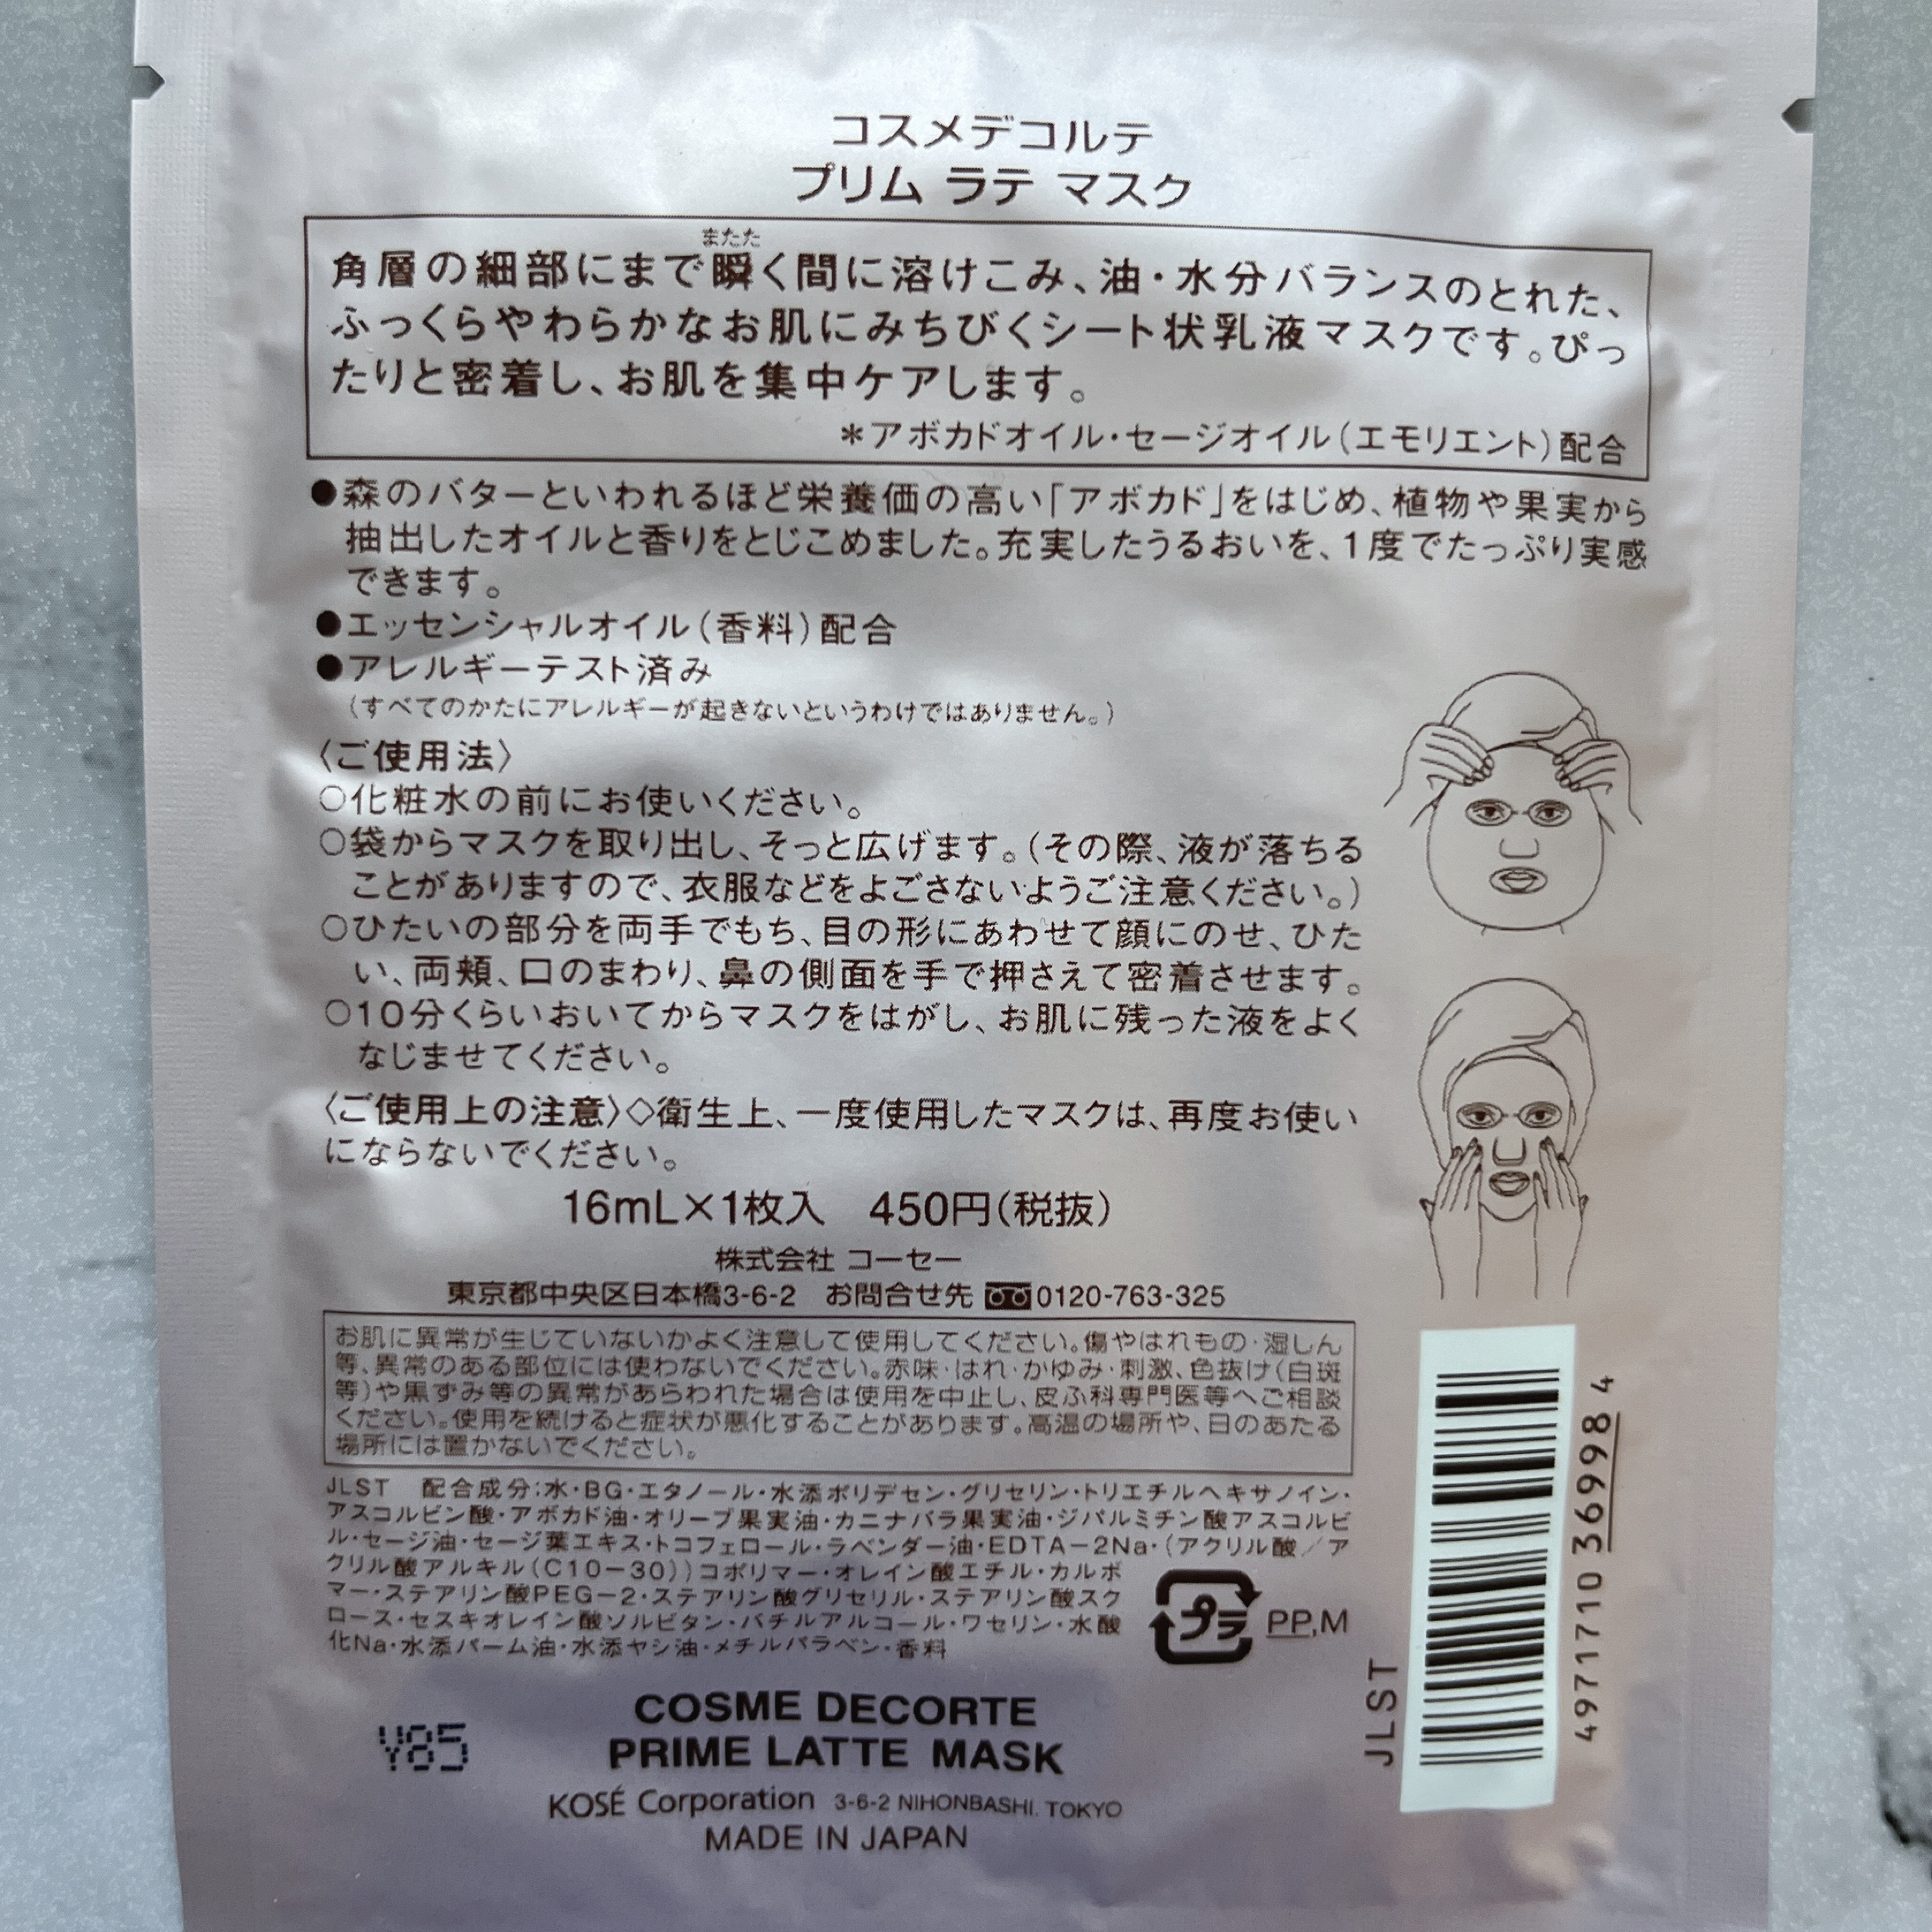 コスメデコルテ
プリム ラテ マスク
またた
角層の細部にまで瞬く間に溶けこみ、油・水分バランスのとれた、
ふっくらやわらかなお肌にみちびくシート状乳液マスクです。ぴっ
たりと密着し、お肌を集中ケアします。
＊アボカドオイル・セージオイル（エモリエント）配合
●森のバターといわれるほど栄養価の高い「アボカド」をはじめ、植物や果実から
抽出したオイルと香りをとじこめました。充実したうるおいを、1度でたっぷり実感
できます。
●エッセンシャルオイル（香料）配合
●アレルギーテスト済み
（すべてのかたにアレルギーが起きないというわけではありません。）
〈ご使用法〉
○化粧水の前にお使いください。
○袋からマスクを取り出し、そっと広げます。（その際、液が落ちる
ことがありますので、衣服などをよごさないようご注意ください。）
○ひたいの部分を両手でもち、目の形にあわせて顔にのせ、ひた
い、両頬、口のまわり、鼻の側面を手で押さえて密着させます。
○10分くらいおいてからマスクをはがし、お肌に残った液をよく
なじませてください。
〈ご使用上の注意〉◇衛生上、一度使用したマスクは、再度お使い
にならないでください。
16mL×1枚入　450円（税抜）
株式会社 コーセー
東京都中央区日本橋3-6-2　お問合せ先 0120-763-325
お肌に異常が生じていないかよく注意して使用してください。傷やはれもの・湿しん
等、異常のある部位には使わないでください。赤味・はれ・かゆみ・刺激、色抜け（白斑
等）や黒ずみ等の異常があらわれた場合は使用を中止し、皮ふ科専門医等へご相談
ください。使用を続けると症状が悪化することがあります。高温の場所や、日のあたる
場所には置かないでください。
JLST　配合成分：水・BG・エタノール・水添ポリデセン・グリセリン・トリエチルヘキサノイン・
アスコルビン酸・アボカド油・オリーブ果実油・カニナバラ果実油・ジパルミチン酸アスコルビ
ル・セージ油・セージ葉エキス・トコフェロール・ラベンダー油・EDTA－2Na・（アクリル酸／ア
クリル酸アルキル（C10－30））コポリマー・オレイン酸エチル・カルボ
マー・ステアリン酸PEG－2・ステアリン酸グリセリル・ステアリン酸スク
ロース・セスキオレイン酸ソルビタン・バチルアルコール・ワセリン・水酸
化Na・水添パーム油・水添ヤシ油・メチルパラベン・香料
プラ PP,M
JLST
4971710 369984
Y85
COSME DECORTE
PRIME LATTE MASK
KOSÉ Corporation 3-6-2 NIHONBASHI, TOKYO
MADE IN JAPAN